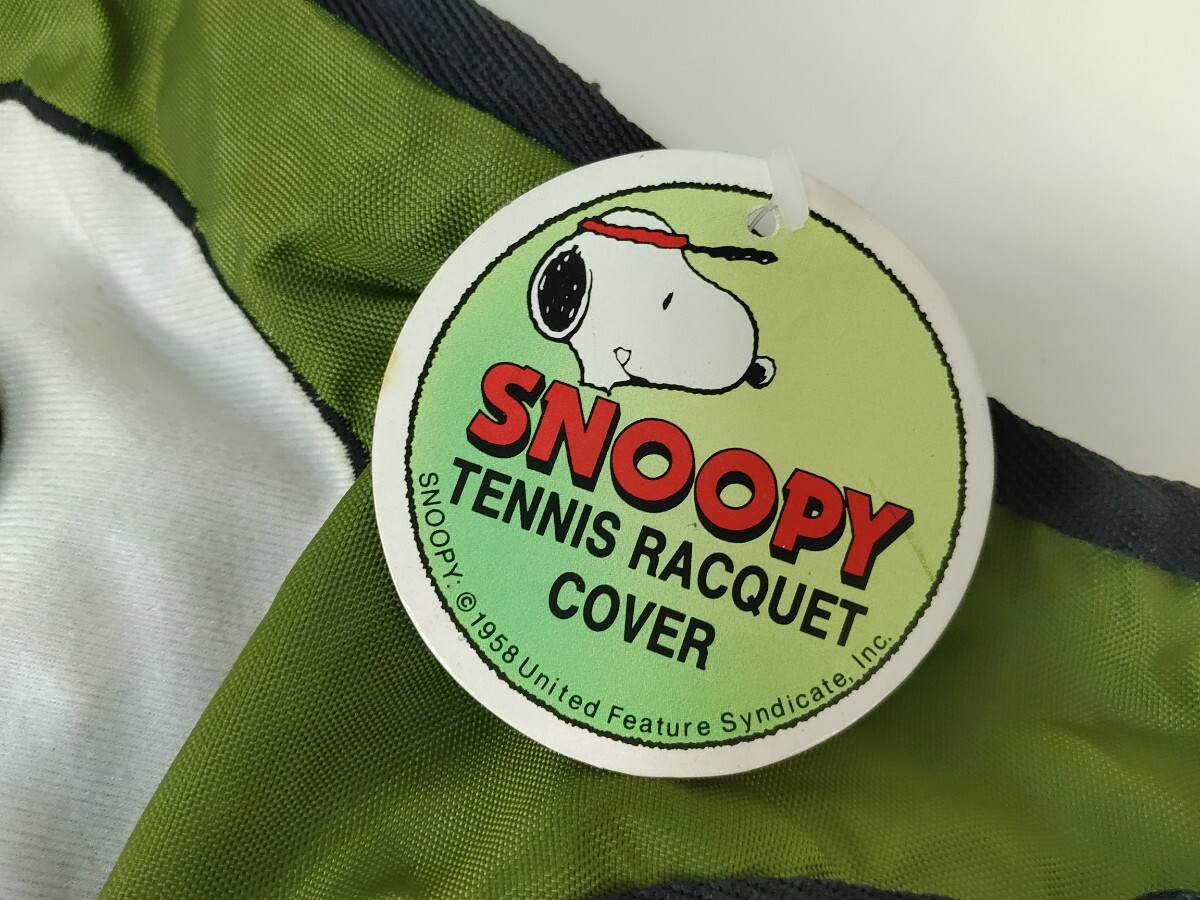 SNOOPY
TENNIS RACQUET
COVER
SNOOPY: ©1958 United Feature Syndicate, Inc.